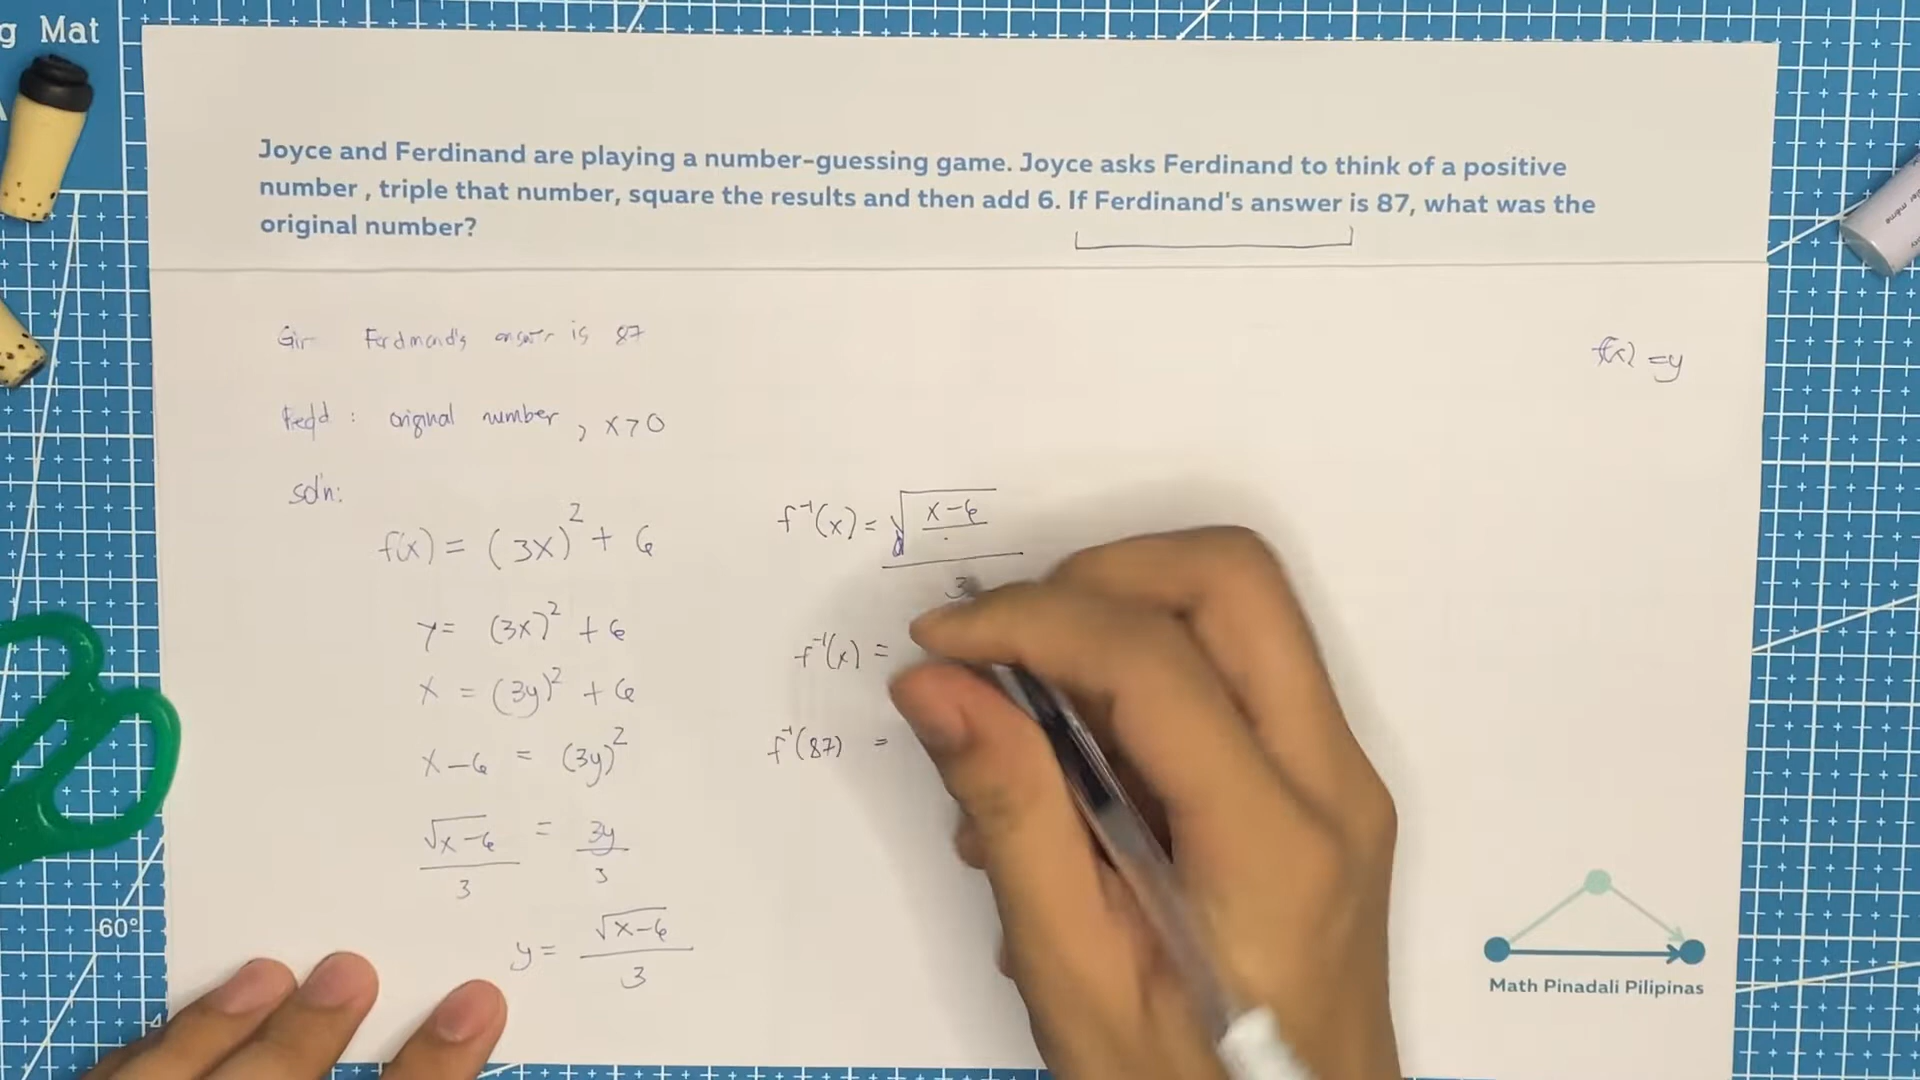 g Mat
Joyce and Ferdinand are playing a number-guessing game. Joyce asks Ferdinand to think of a positive
number , triple that number, square the results and then add 6. If Ferdinand's answer is 87, what was the
original number?
Ferdinand's answer is 87
f(x) = y
original number , x > 0
sol'n:
f(x) = (3x)² + 6
y = (3x)² + 6
x = (3y)² + 6
x-6 = (3y)²
√x-6 / 3 = 3y / 3
y = √x-6 / 3
f⁻¹(x) = √x-6 / 3
f⁻¹(x) =
f⁻¹(87) =
60°
Math Pinadali Pilipinas